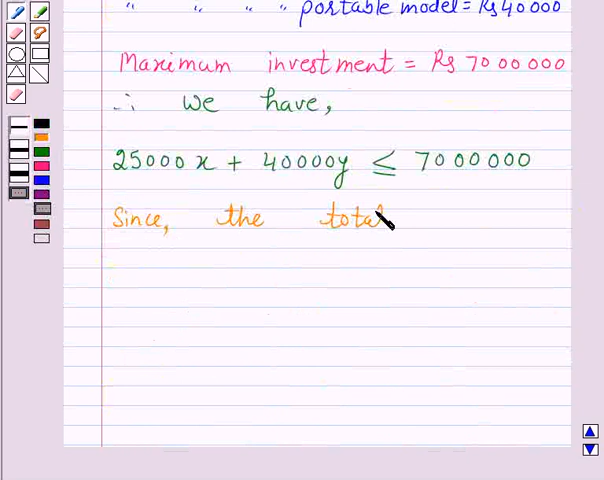 " " " " portable model = Rs 40000
Maximum investment = Rs 7000000
∴ we have,
25000x + 40000y ≤ 7000000
Since, the total